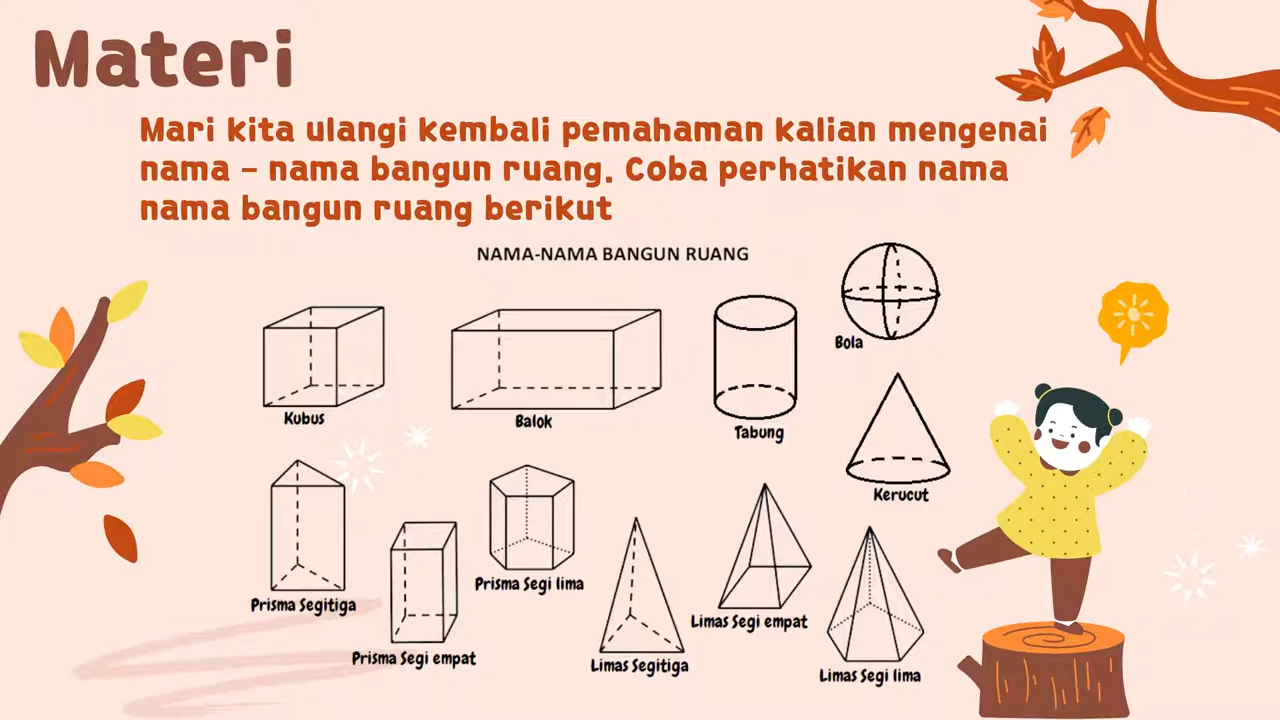 Materi
Mari kita ulangi kembali pemahaman kalian mengenai
nama - nama bangun ruang. Coba perhatikan nama
nama bangun ruang berikut
NAMA-NAMA BANGUN RUANG
Bola
Kubus
Balok
Tabung
Kerucut
Prisma Segitiga
Prisma Segi empat
Prisma Segi lima
Limas Segitiga
Limas Segi empat
Limas Segi lima